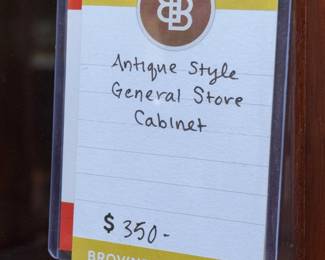 Antique Style
General Store
Cabinet
$ 350-